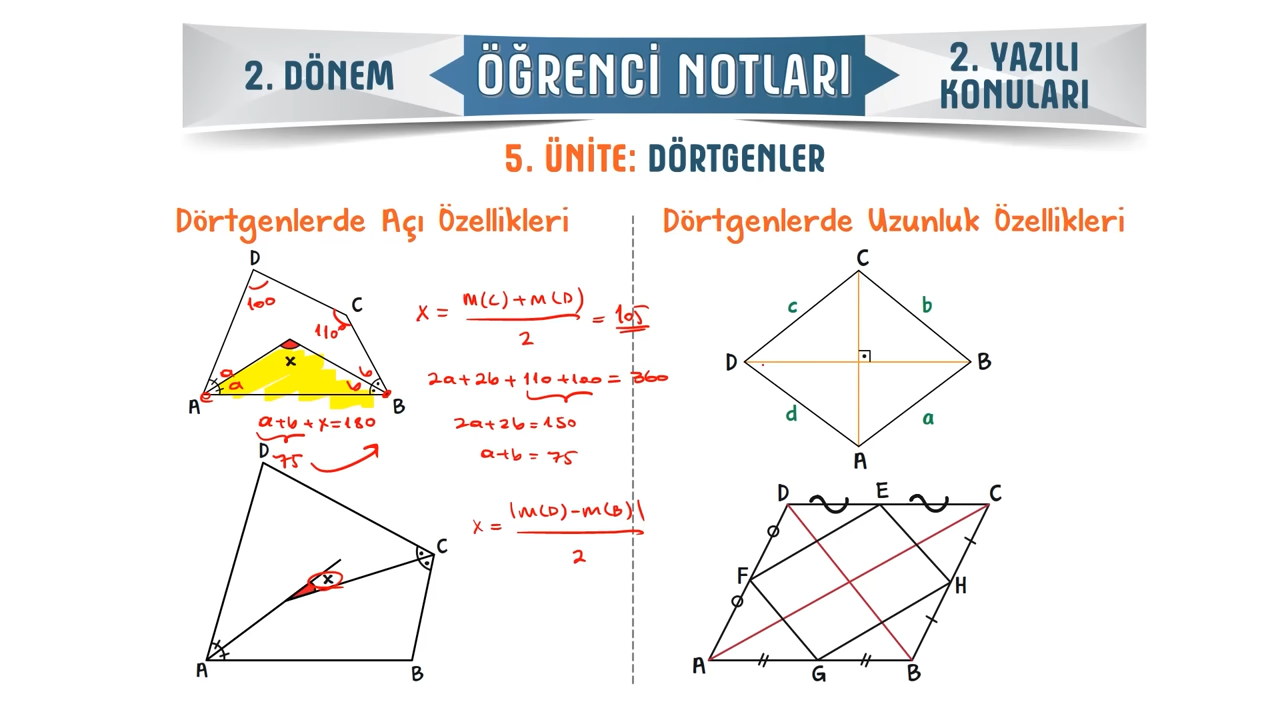 2. DÖNEM
ÖĞRENCİ NOTLARI
2. YAZILI
KONULARI
5. ÜNİTE: DÖRTGENLER
Dörtgenlerde Açı Özellikleri
D
100
C
110°
x
a
a
b
b
A
B
a+b+x=180
75
x = m(C)+m(D) / 2 = 105
2a+2b+110+100=360
2a+2b=150
a+b=75
D
C
x
A
B
x = |m(D)-m(B)| / 2
Dörtgenlerde Uzunluk Özellikleri
C
c
b
D
B
d
a
A
D
E
C
F
H
A
G
B